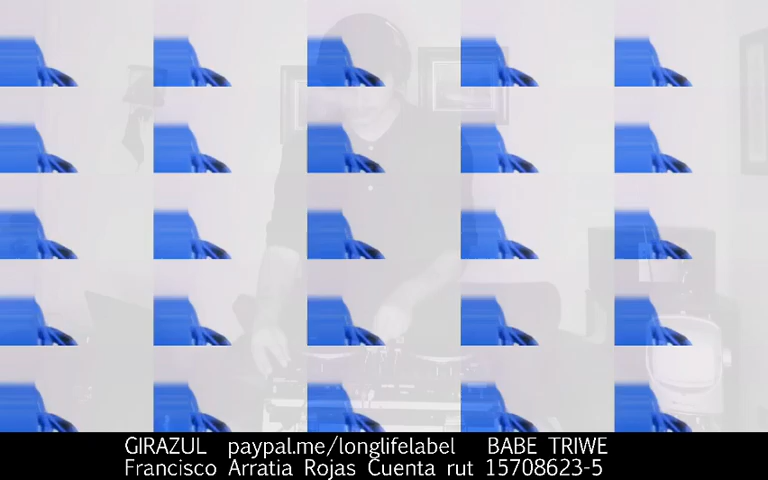 GIRAZUL paypal.me/longlifelabel BABE TRIWE
Francisco Arratia Rojas Cuenta rut 15708623-5